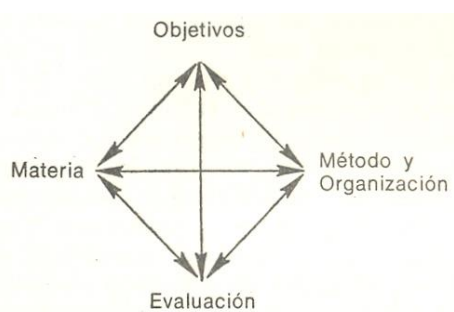 Objetivos
Materia
Método y
Organización
Evaluación